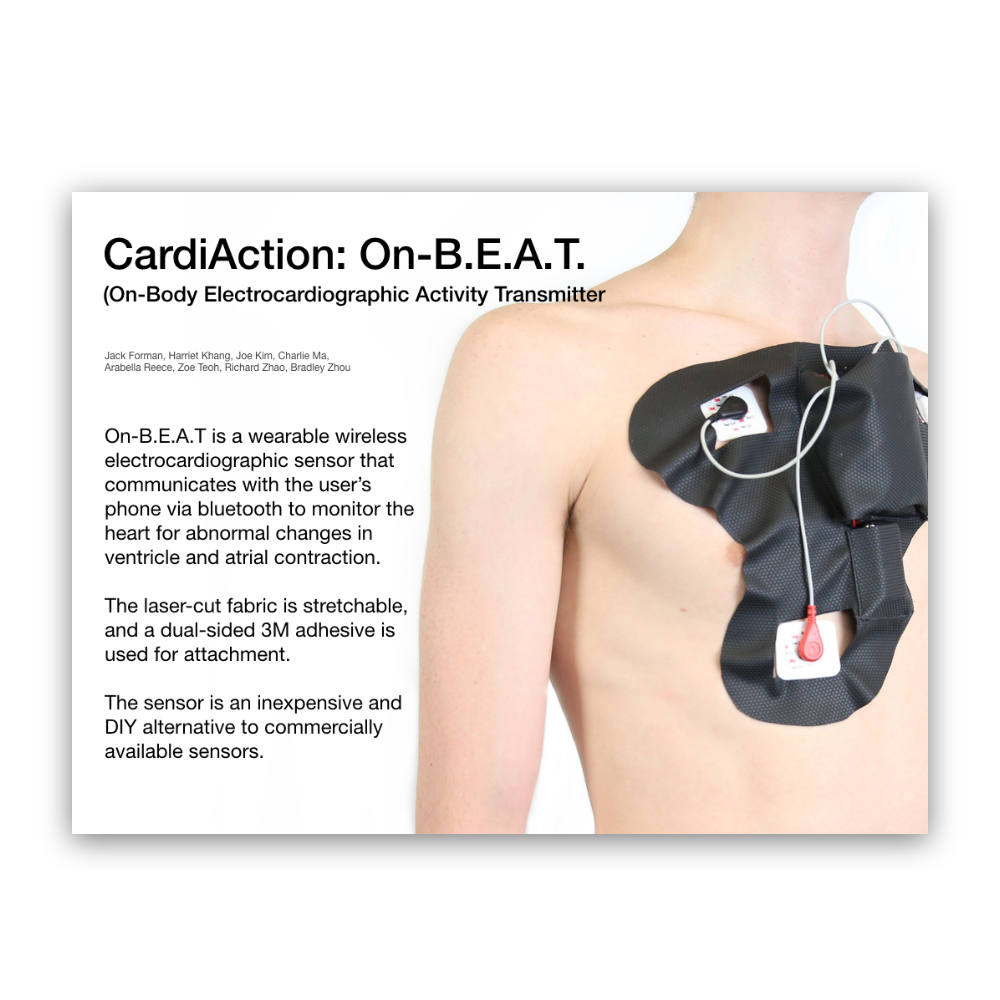 CardiAction: On-B.E.A.T.
(On-Body Electrocardiographic Activity Transmitter
Jack Forman, Harriet Khang, Joe Kim, Charlie Ma,
Arabella Reece, Zoe Teoh, Richard Zhao, Bradley Zhou
On-B.E.A.T is a wearable wireless
electrocardiographic sensor that
communicates with the user’s
phone via bluetooth to monitor the
heart for abnormal changes in
ventricle and atrial contraction.
The laser-cut fabric is stretchable,
and a dual-sided 3M adhesive is
used for attachment.
The sensor is an inexpensive and
DIY alternative to commercially
available sensors.